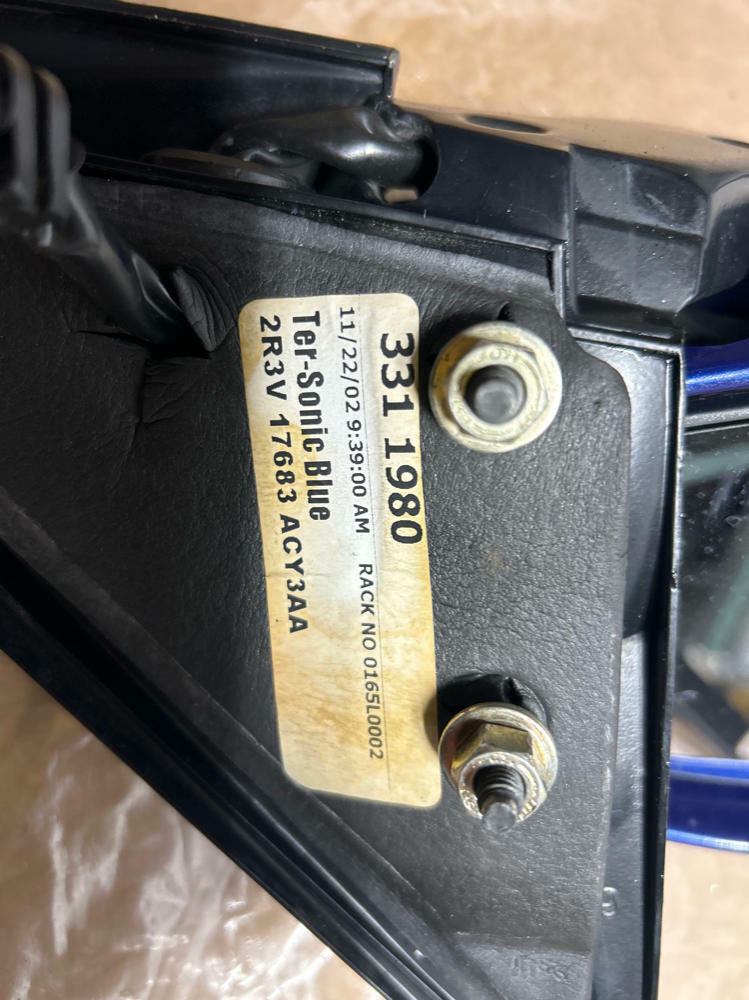 331 1980
11/22/02 9:39:00 AM RACK NO 0165L0002
Ter-Sonic Blue
2R3V 17683 ACY3AA